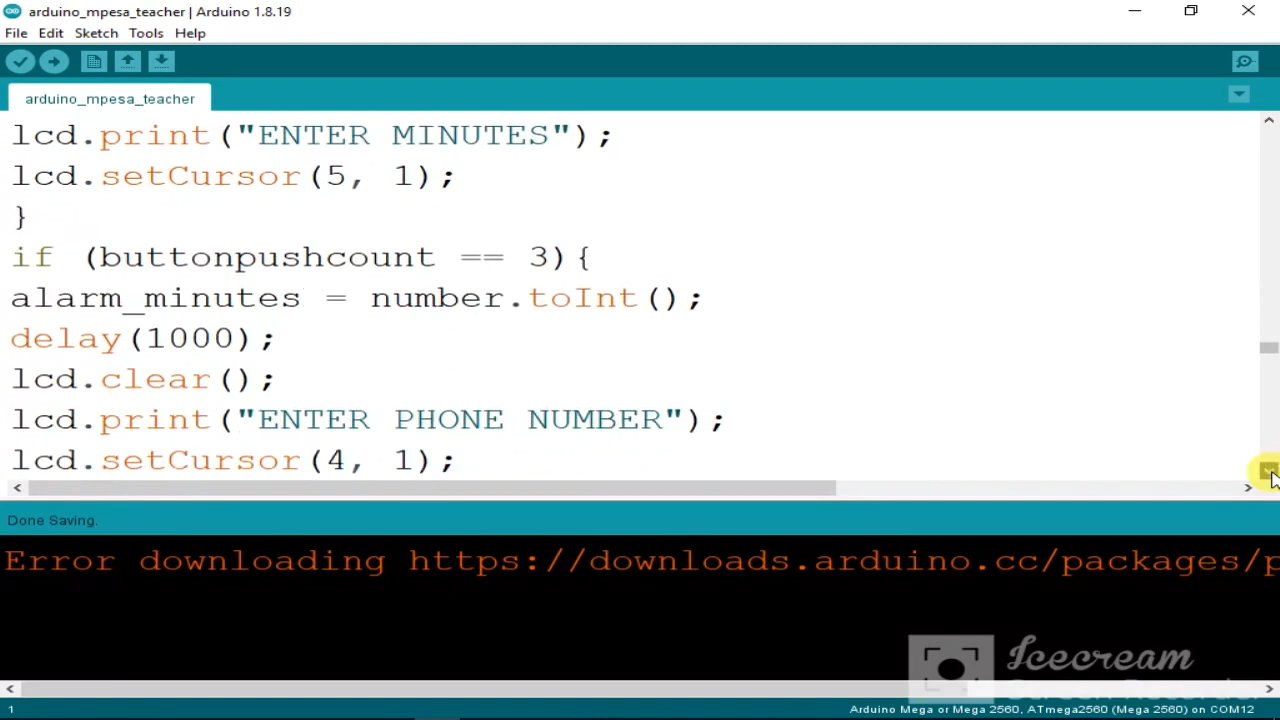 arduino_mpesa_teacher | Arduino 1.8.19
File Edit Sketch Tools Help
arduino_mpesa_teacher
lcd.print("ENTER MINUTES");
lcd.setCursor(5, 1);
}
if (buttonpushcount == 3){
alarm_minutes = number.toInt();
delay(1000);
lcd.clear();
lcd.print("ENTER PHONE NUMBER");
lcd.setCursor(4, 1);
Done Saving.
Error downloading https://downloads.arduino.cc/packages/p
Icecream
Screen Recorder
1
Arduino Mega or Mega 2560, ATmega2560 (Mega 2560) on COM12